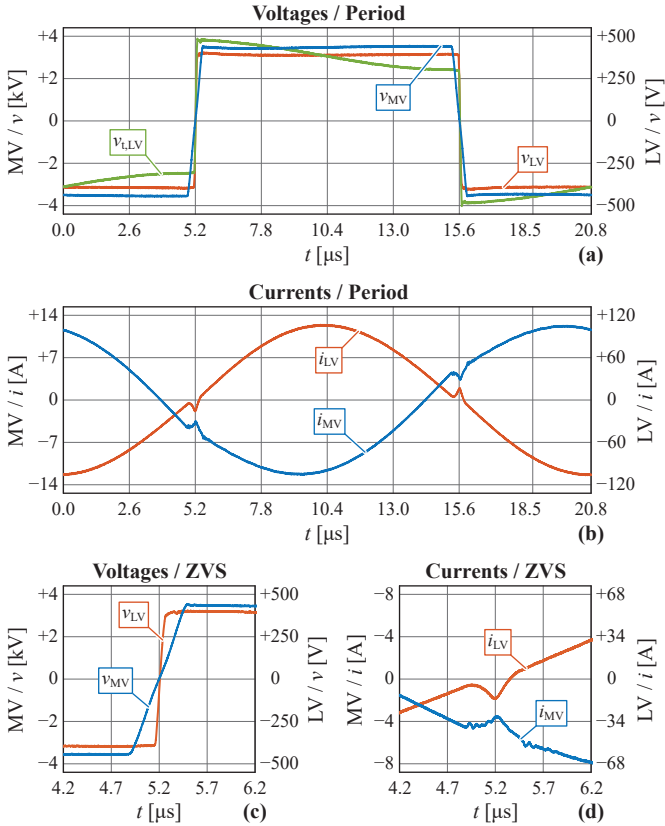 Voltages / Period
MV / v [kV]
+4
+2
0
−2
−4
v_t,LV
v_MV
v_LV
+500
+250
0
−250
−500
LV / v [V]
0.0 2.6 5.2 7.8 10.4 13.0 15.6 18.5 20.8
t [µs]
(a)
Currents / Period
MV / i [A]
+14
+7
0
−7
−14
i_LV
i_MV
+120
+60
0
−60
−120
LV / i [A]
0.0 2.6 5.2 7.8 10.4 13.0 15.6 18.5 20.8
t [µs]
(b)
Voltages / ZVS
MV / v [kV]
+4
+2
0
−2
−4
v_LV
v_MV
+500
+250
0
−250
−500
LV / v [V]
4.2 4.7 5.2 5.7 6.2
t [µs]
(c)
Currents / ZVS
MV / i [A]
−8
−4
0
+4
+8
i_LV
i_MV
+68
+34
0
−34
−68
LV / i [A]
4.2 4.7 5.2 5.7 6.2
t [µs]
(d)